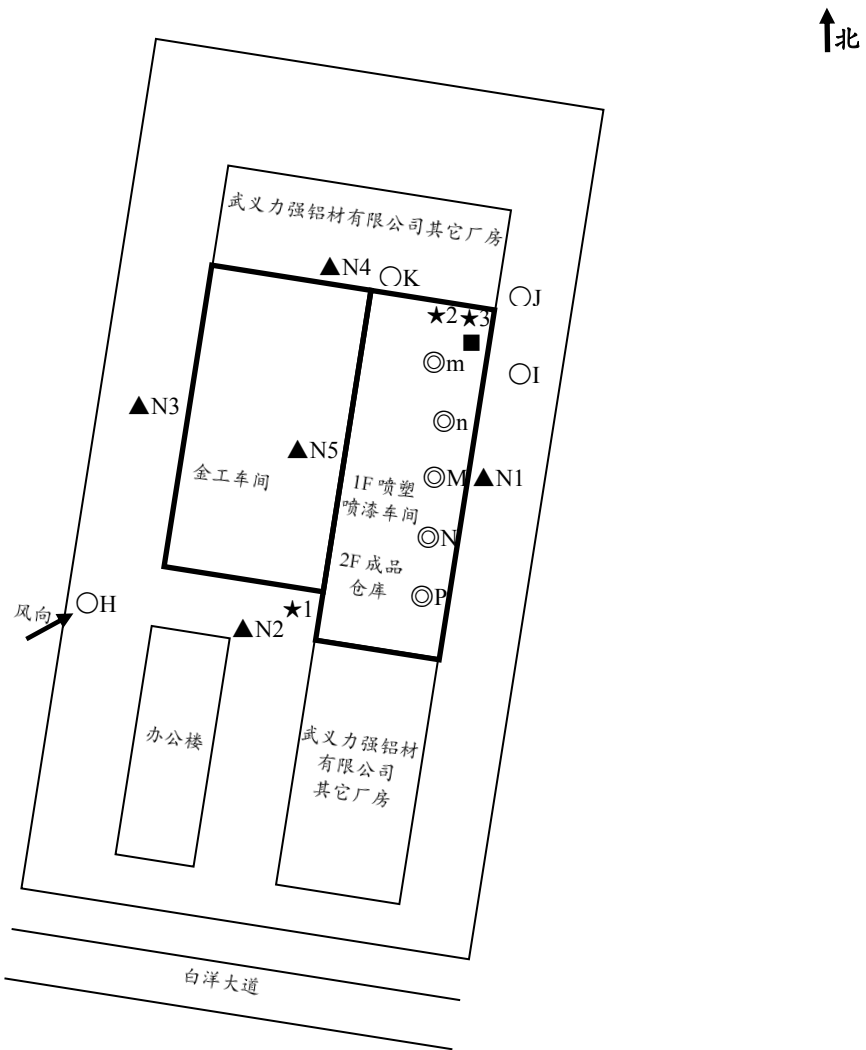 北
武义力强铝材有限公司其它厂房
▲N4
○K
○J
★2
★3
■
◎m
○I
▲N3
◎n
▲N5
金工车间
◎M
▲N1
1F 喷塑
喷漆车间
◎N
2F 成品
仓库
◎P
风向
○H
★1
▲N2
办公楼
武义力强铝材
有限公司
其它厂房
白洋大道